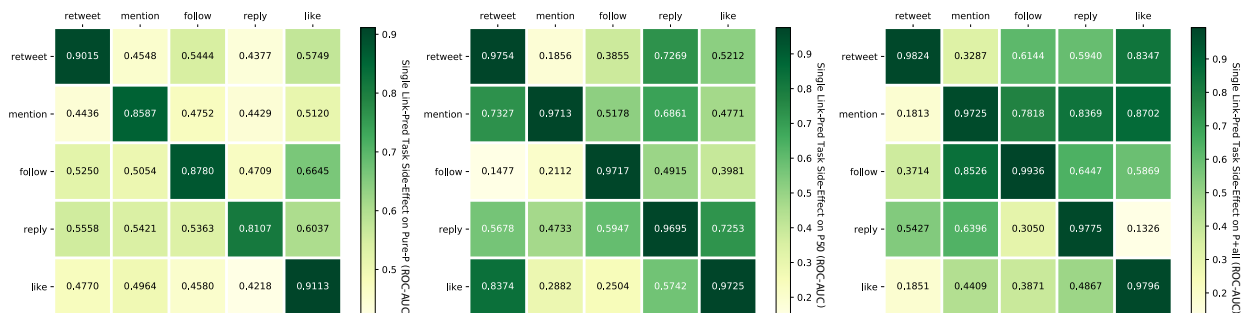 retweet mention follow reply like
retweet 0.9015 0.4548 0.5444 0.4377 0.5749
mention 0.4436 0.8587 0.4752 0.4429 0.5120
follow 0.5250 0.5054 0.8780 0.4709 0.6645
reply 0.5558 0.5421 0.5363 0.8107 0.6037
like 0.4770 0.4964 0.4580 0.4218 0.9113
0.9
0.8
0.7
0.6
0.5
Single Link-Pred Task Side-Effect on Pure-P (ROC-AUC
retweet mention follow reply like
retweet 0.9754 0.1856 0.3855 0.7269 0.5212
mention 0.7327 0.9713 0.5178 0.6861 0.4771
follow 0.1477 0.2112 0.9717 0.4915 0.3981
reply 0.5678 0.4733 0.5947 0.9695 0.7253
like 0.8374 0.2882 0.2504 0.5742 0.9725
0.9
0.8
0.7
0.6
0.5
0.4
0.3
0.2
Single Link-Pred Task Side-Effect on P50 (ROC-AUC)
retweet mention follow reply like
retweet 0.9824 0.3287 0.6144 0.5940 0.8347
mention 0.1813 0.9725 0.7818 0.8369 0.8702
follow 0.3714 0.8526 0.9936 0.6447 0.5869
reply 0.5427 0.6396 0.3050 0.9775 0.1326
like 0.1851 0.4409 0.3871 0.4867 0.9796
0.9
0.8
0.7
0.6
0.5
0.4
0.3
0.2
Single Link-Pred Task Side-Effect on P+all (ROC-AUC)